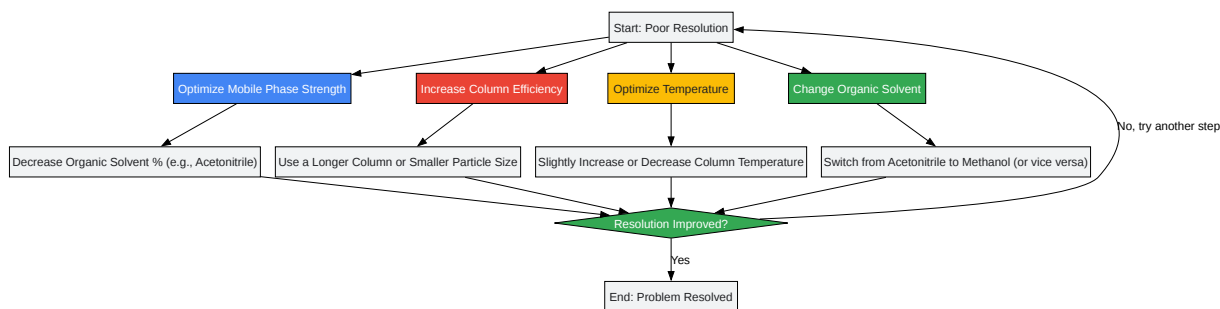 Start: Poor Resolution
Optimize Mobile Phase Strength
Increase Column Efficiency
Optimize Temperature
Change Organic Solvent
No, try another step
Decrease Organic Solvent % (e.g., Acetonitrile)
Use a Longer Column or Smaller Particle Size
Slightly Increase or Decrease Column Temperature
Switch from Acetonitrile to Methanol (or vice versa)
Resolution Improved?
Yes
End: Problem Resolved